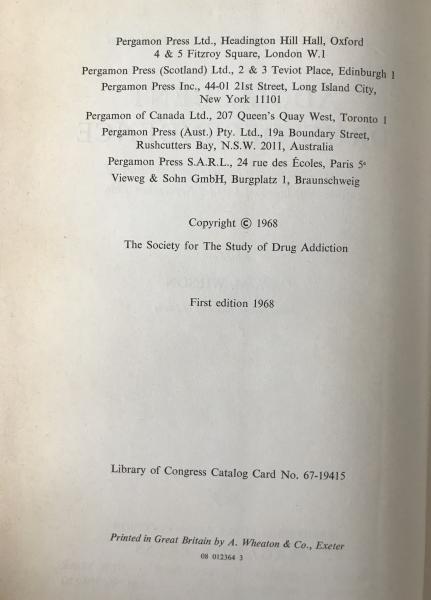 Pergamon Press Ltd., Headington Hill Hall, Oxford
4 & 5 Fitzroy Square, London W.1
Pergamon Press (Scotland) Ltd., 2 & 3 Teviot Place, Edinburgh 1
Pergamon Press Inc., 44-01 21st Street, Long Island City,
New York 11101
Pergamon of Canada Ltd., 207 Queen's Quay West, Toronto 1
Pergamon Press (Aust.) Pty. Ltd., 19a Boundary Street,
Rushcutters Bay, N.S.W. 2011, Australia
Pergamon Press S.A.R.L., 24 rue des Écoles, Paris 5ᵉ
Vieweg & Sohn GmbH, Burgplatz 1, Braunschweig
Copyright © 1968
The Society for The Study of Drug Addiction
First edition 1968
Library of Congress Catalog Card No. 67-19415
Printed in Great Britain by A. Wheaton & Co., Exeter
08 012364 3